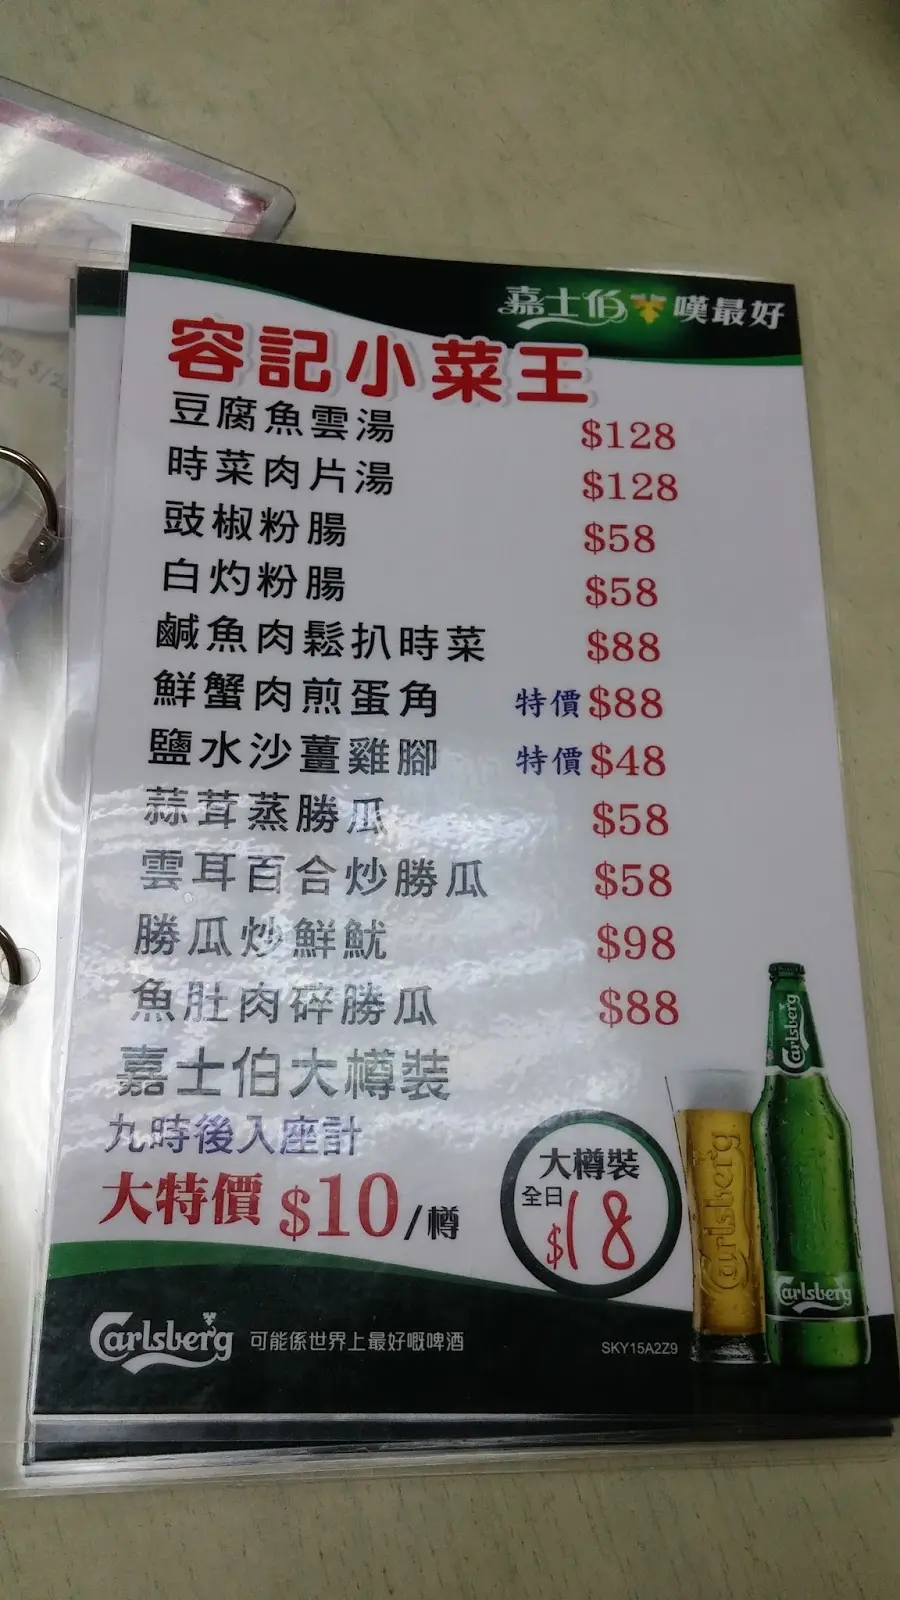 嘉士伯 嘆最好
容記小菜王
豆腐魚雲湯 $128
時菜肉片湯 $128
豉椒粉腸 $58
白灼粉腸 $58
鹹魚肉鬆扒時菜 $88
鮮蟹肉煎蛋角 特價 $88
鹽水沙薑雞腳 特價 $48
蒜茸蒸勝瓜 $58
雲耳百合炒勝瓜 $58
勝瓜炒鮮魷 $98
魚肚肉碎勝瓜 $88
嘉士伯大樽裝
九時後入座計
大特價 $10/樽
大樽裝
全日
$18
Carlsberg
Carlsberg
Carlsberg
Carlsberg 可能係世界上最好嘅啤酒
SKY15A2Z9